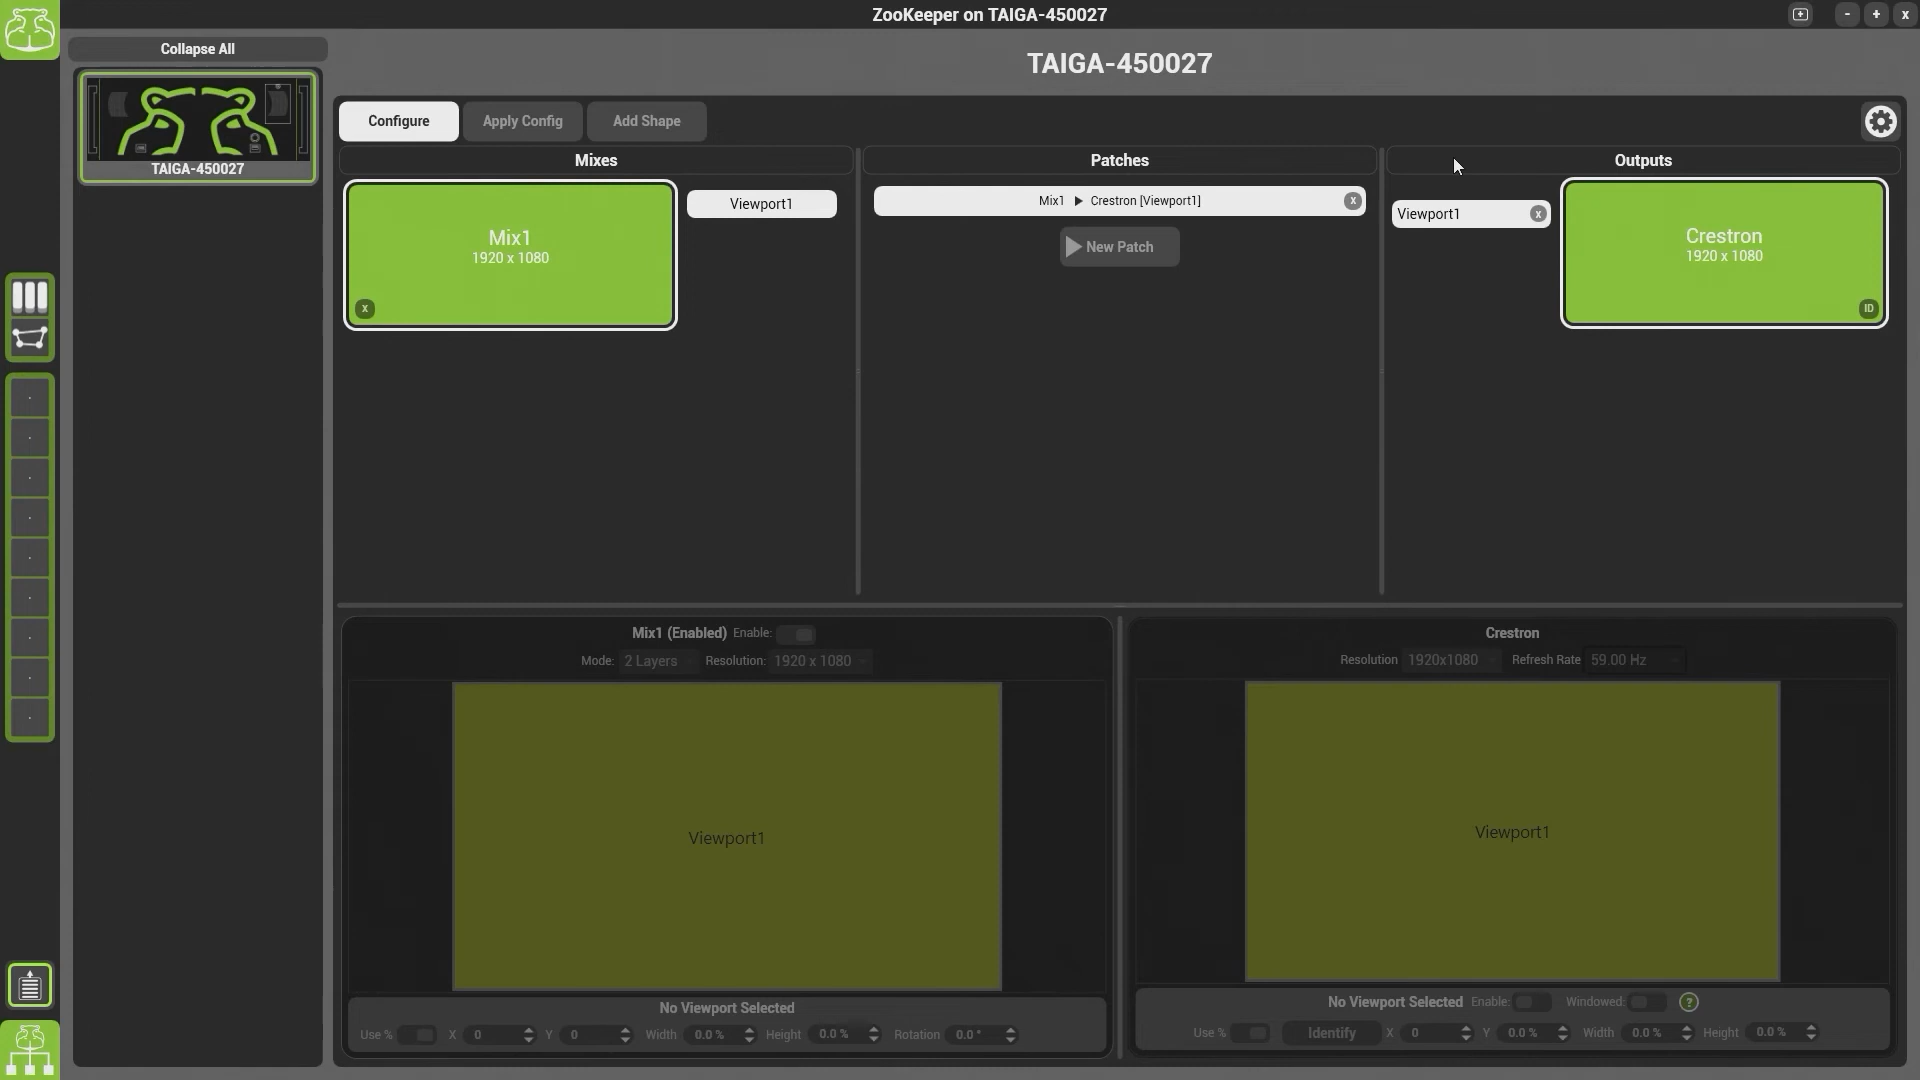 ZooKeeper on TAIGA-450027
- + x
Collapse All
TAIGA-450027
TAIGA-450027
Configure
Apply Config
Add Shape
Mixes
Patches
Outputs
Mix1
1920 x 1080
x
Viewport1
Mix1 ▶ Crestron [Viewport1]
x
New Patch
Viewport1
x
Crestron
1920 x 1080
ID
Mix1 (Enabled) Enable:
Mode: 2 Layers Resolution: 1920 x 1080
Viewport1
No Viewport Selected
Use % X 0 Y 0 Width 0.0 % Height 0.0 % Rotation 0.0 °
Crestron
Resolution 1920x1080 Refresh Rate 59.00 Hz
Viewport1
No Viewport Selected Enable: Windowed: ?
Use % Identify X 0 Y 0.0 % Width 0.0 % Height 0.0 %